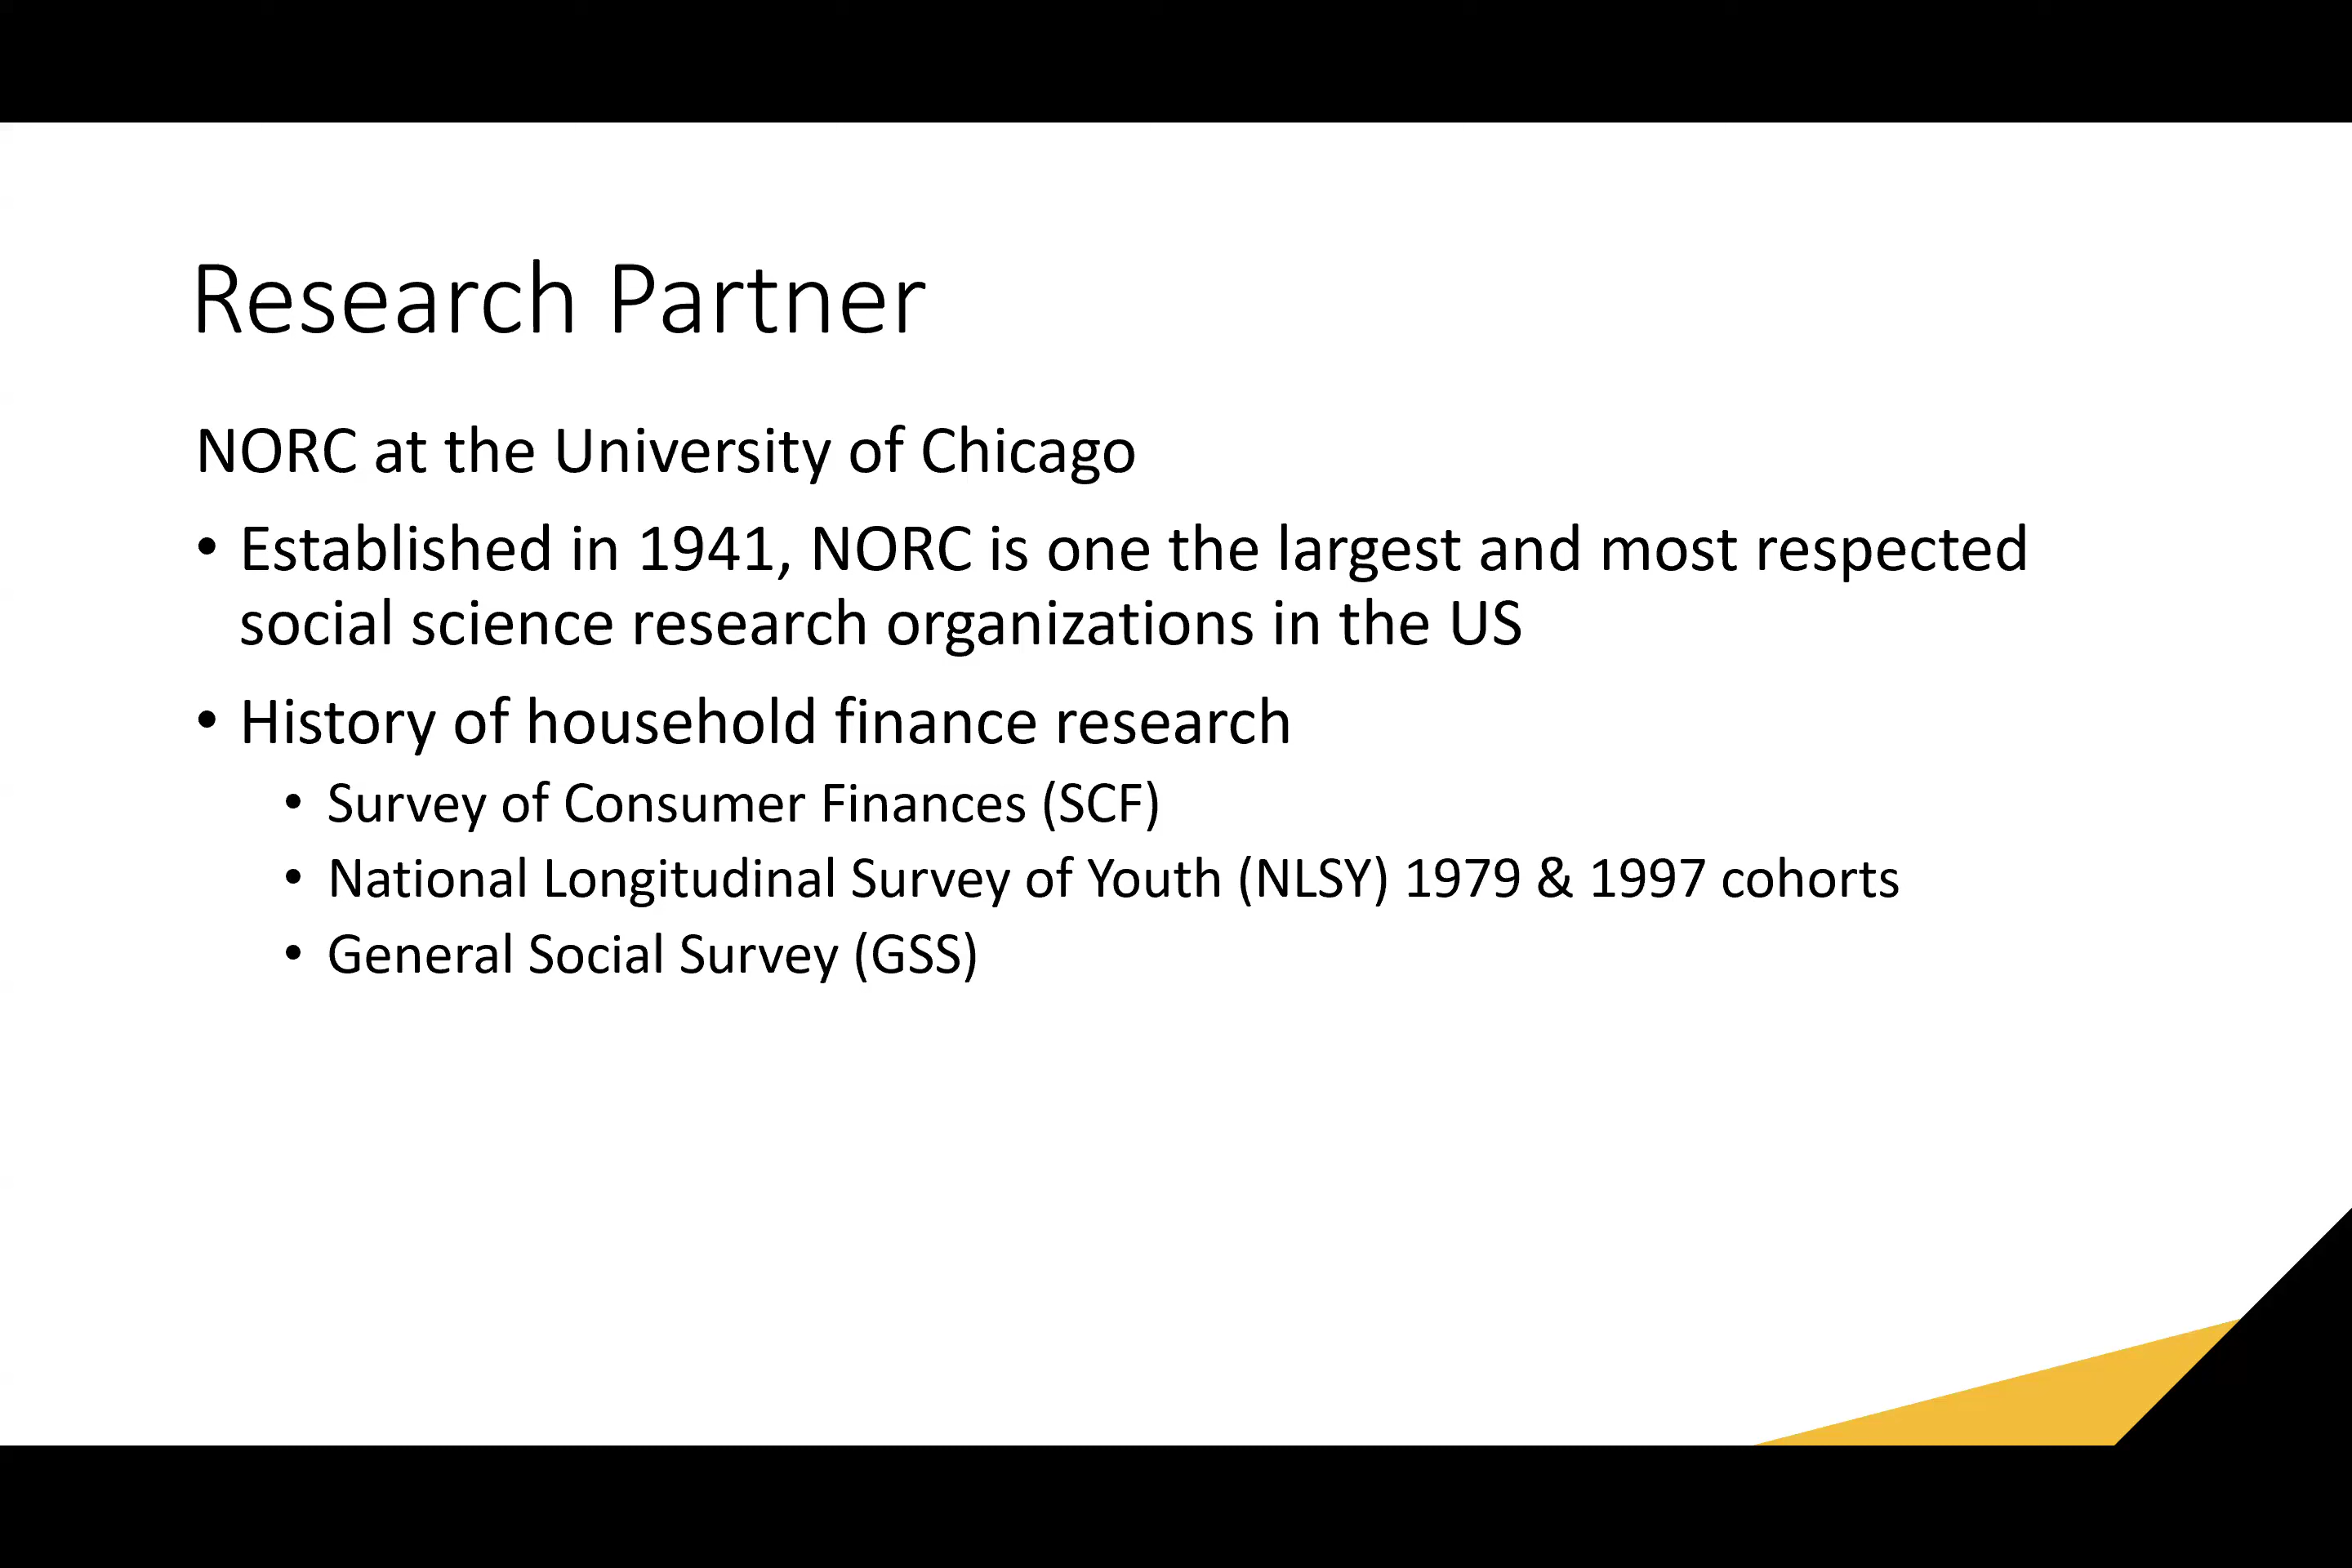 Research Partner
NORC at the University of Chicago
• Established in 1941, NORC is one the largest and most respected
social science research organizations in the US
• History of household finance research
• Survey of Consumer Finances (SCF)
• National Longitudinal Survey of Youth (NLSY) 1979 & 1997 cohorts
• General Social Survey (GSS)